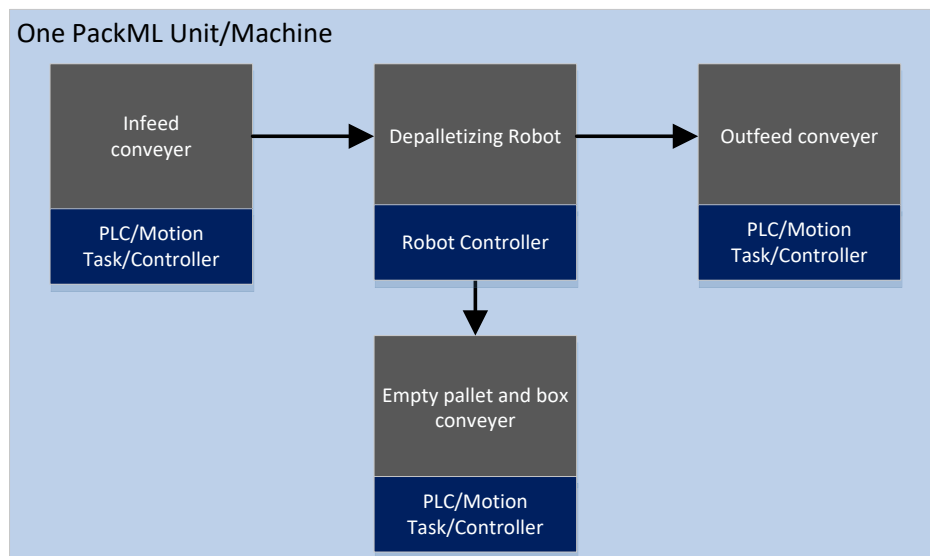 One PackML Unit/Machine
Infeed
conveyer
Depalletizing Robot
Outfeed conveyer
PLC/Motion
Task/Controller
Robot Controller
PLC/Motion
Task/Controller
Empty pallet and box
conveyer
PLC/Motion
Task/Controller